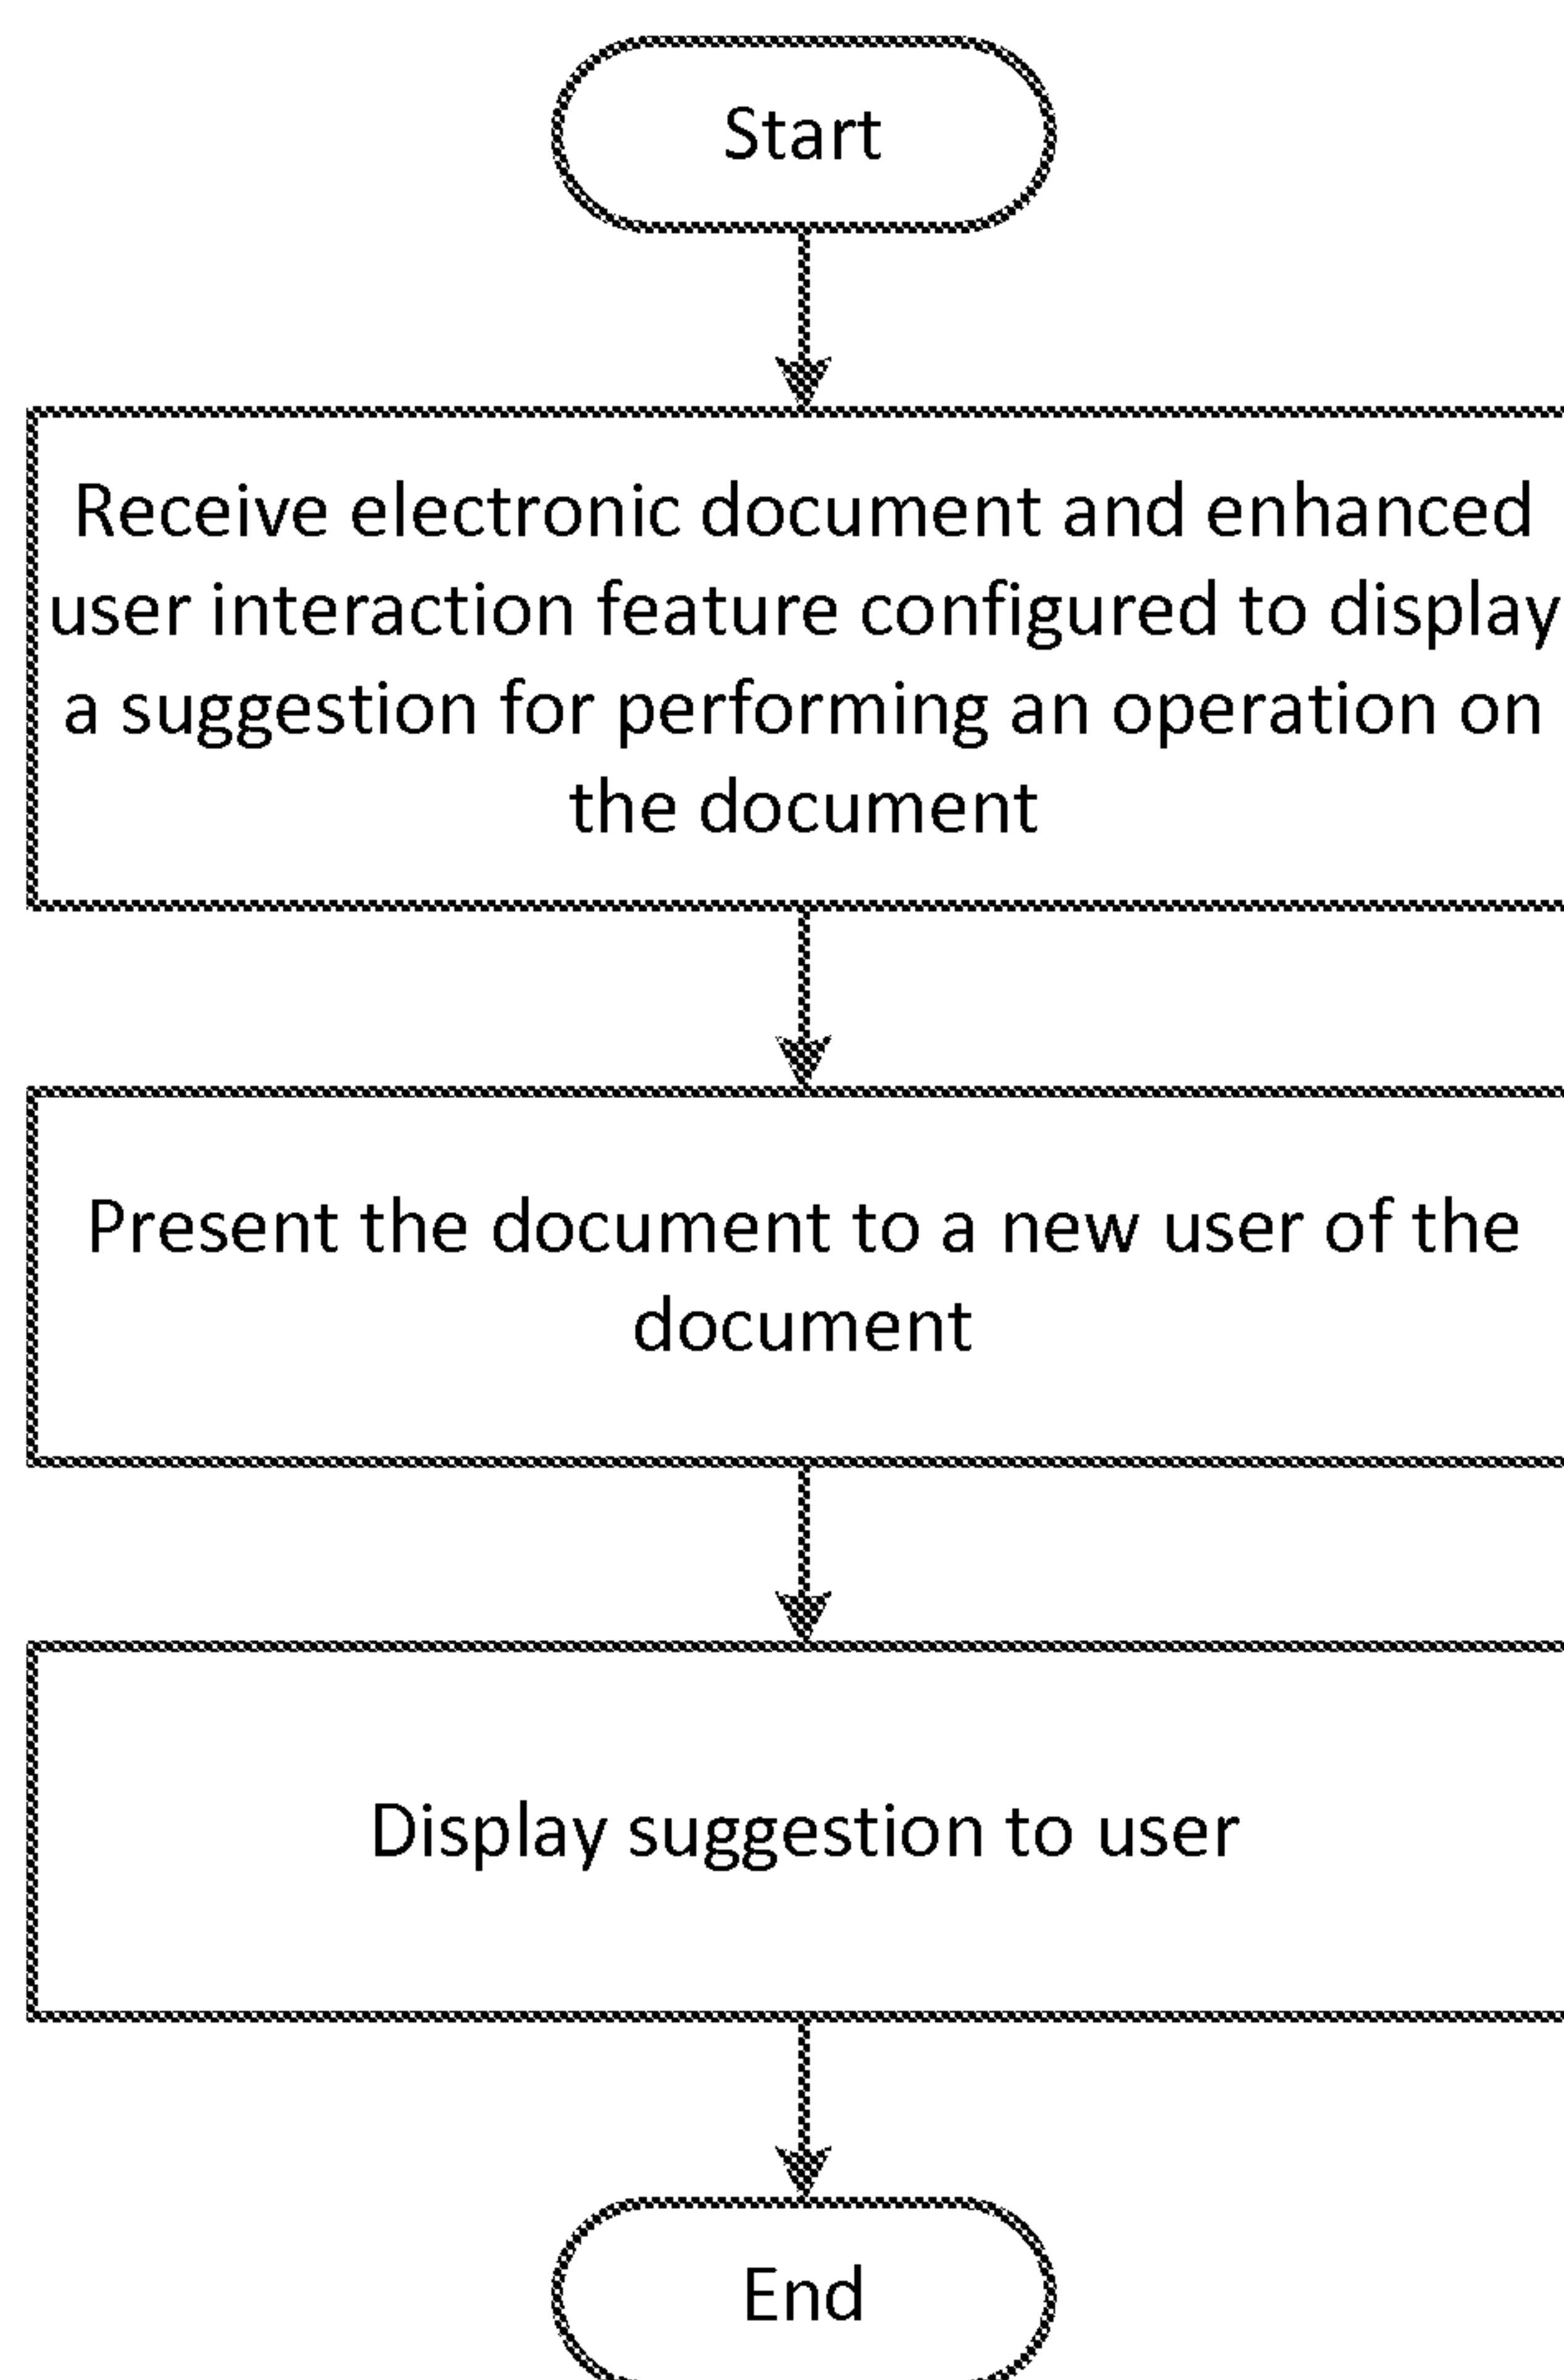 Start
Receive electronic document and enhanced
user interaction feature configured to display
a suggestion for performing an operation on
the document
Present the document to a new user of the
document
Display suggestion to user
End